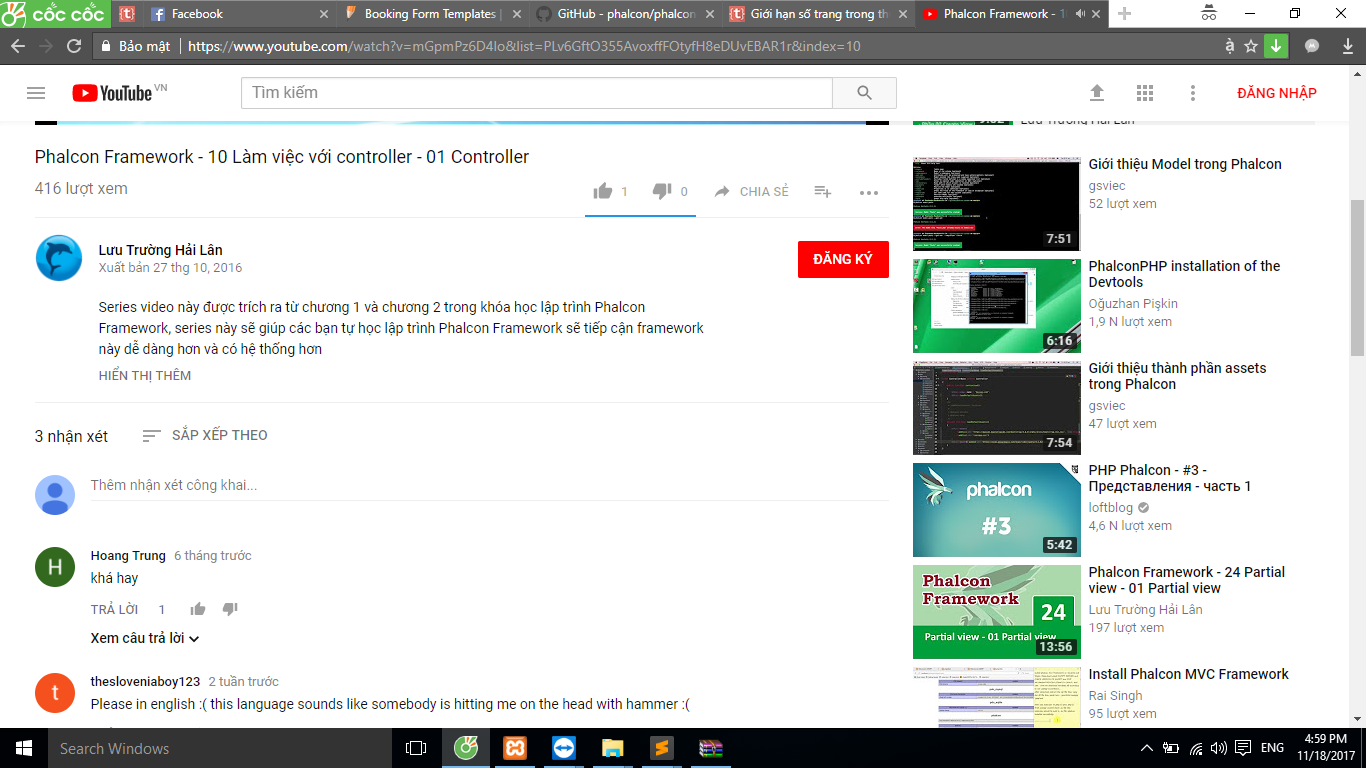 cốc cốc
Facebook
Booking Form Templates |
GitHub - phalcon/phalcon
Giới hạn số trang trong th
Phalcon Framework - 1
Bảo mật
https://www.youtube.com/watch?v=mGpmPz6D4Io&list=PLv6GftO355AvoxffFOtyfH8eDUvEBAR1r&index=10
YouTube VN
Tìm kiếm
ĐĂNG NHẬP
Lưu Trường Hải Lân
Phalcon Framework - 10 Làm việc với controller - 01 Controller
416 lượt xem
1
0
CHIA SẺ
Lưu Trường Hải Lân
Xuất bản 27 thg 10, 2016
ĐĂNG KÝ
Series video này được trích ra từ chương 1 và chương 2 trong khóa học lập trình Phalcon
Framework, series này sẽ giúp các bạn tự học lập trình Phalcon Framework sẽ tiếp cận framework
này dễ dàng hơn và có hệ thống hơn
HIỂN THỊ THÊM
3 nhận xét
SẮP XẾP THEO
Thêm nhận xét công khai...
H
Hoang Trung 6 tháng trước
khá hay
TRẢ LỜI 1
Xem câu trả lời
t
thesloveniaboy123 2 tuần trước
Please in english :( this language sounds like somebody is hitting me on the head with hammer :(
7:51
Giới thiệu Model trong Phalcon
gsviec
52 lượt xem
6:16
PhalconPHP installation of the
Devtools
Oğuzhan Pişkin
1,9 N lượt xem
7:54
Giới thiệu thành phần assets
trong Phalcon
gsviec
47 lượt xem
phalcon
#3
5:42
PHP Phalcon - #3 -
Представления - часть 1
loftblog
4,6 N lượt xem
Phalcon
Framework
24
Partial view - 01 Partial view
13:56
Phalcon Framework - 24 Partial
view - 01 Partial view
Lưu Trường Hải Lân
197 lượt xem
Install Phalcon MVC Framework
Rai Singh
95 lượt xem
Search Windows
ENG
4:59 PM
11/18/2017